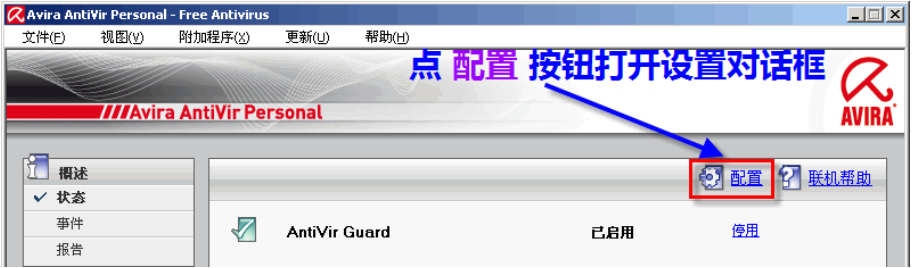 Avira AntiVir Personal - Free Antivirus
文件(F) 视图(V) 附加程序(X) 更新(U) 帮助(H)
点 配置 按钮打开设置对话框
Avira AntiVir Personal
AVIRA
概述
配置 联机帮助
状态
事件
AntiVir Guard 已启用 停用
报告